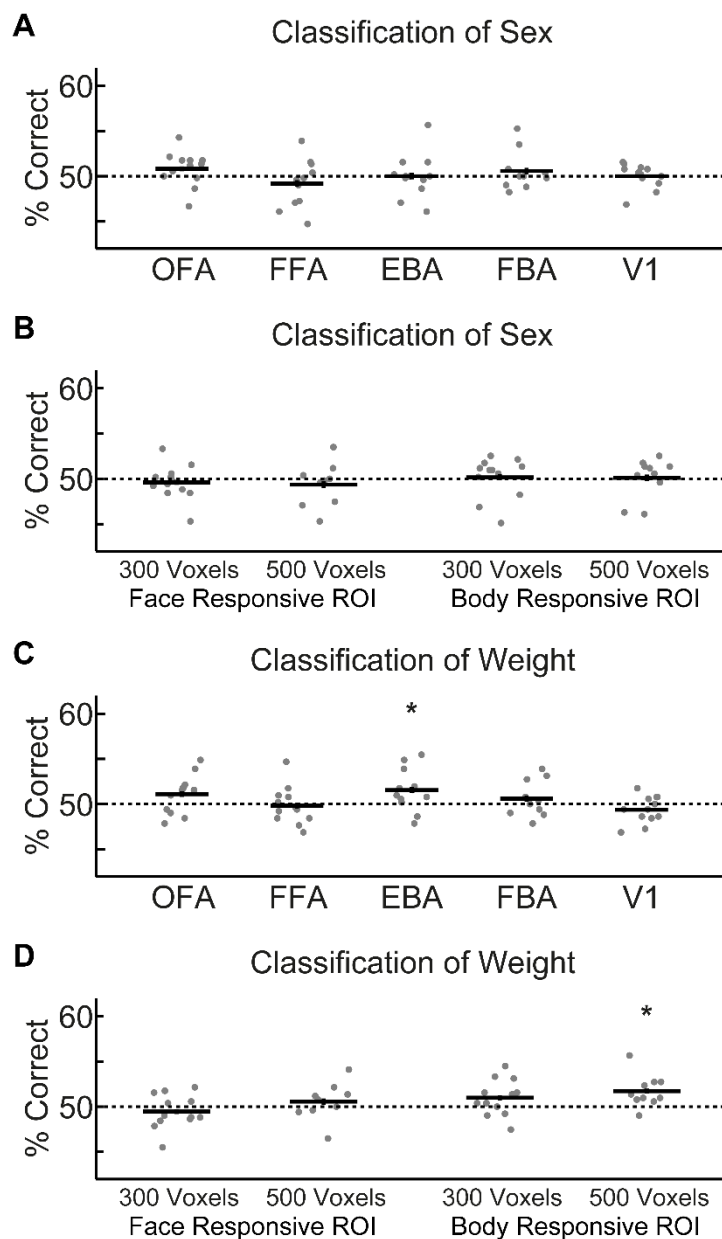 A
Classification of Sex
60
50
% Correct
OFA FFA EBA FBA V1
B
Classification of Sex
60
50
% Correct
300 Voxels 500 Voxels 300 Voxels 500 Voxels
Face Responsive ROI Body Responsive ROI
C
Classification of Weight
*
60
50
% Correct
OFA FFA EBA FBA V1
D
Classification of Weight
*
60
50
% Correct
300 Voxels 500 Voxels 300 Voxels 500 Voxels
Face Responsive ROI Body Responsive ROI